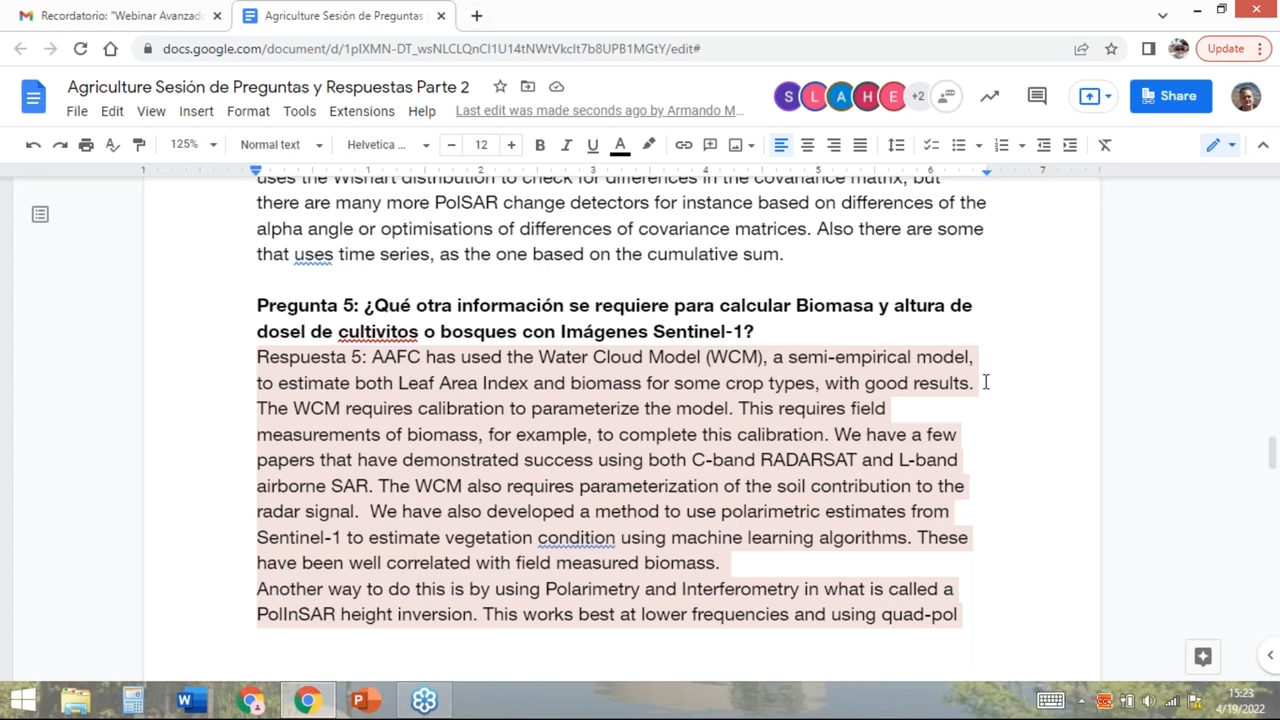 Recordatorio: "Webinar Avanzado
Agriculture Sesión de Preguntas
docs.google.com/document/d/1pIXMN-DT_wsNLCLQnCI1U14tNWtVkclt7b8UPB1MGtY/edit#
Update
Agriculture Sesión de Preguntas y Respuestas Parte 2
S L A H E +2
Share
File Edit View Insert Format Tools Extensions Help Last edit was made seconds ago by Armando M...
125% Normal text Helvetica ... 12 B I U A
1 1 2 3 4 5 6 7
uses the Wishart distribution to check for differences in the covariance matrix, but
there are many more PolSAR change detectors for instance based on differences of the
alpha angle or optimisations of differences of covariance matrices. Also there are some
that uses time series, as the one based on the cumulative sum.
Pregunta 5: ¿Qué otra información se requiere para calcular Biomasa y altura de
dosel de cultivitos o bosques con Imágenes Sentinel-1?
Respuesta 5: AAFC has used the Water Cloud Model (WCM), a semi-empirical model,
to estimate both Leaf Area Index and biomass for some crop types, with good results.
The WCM requires calibration to parameterize the model. This requires field
measurements of biomass, for example, to complete this calibration. We have a few
papers that have demonstrated success using both C-band RADARSAT and L-band
airborne SAR. The WCM also requires parameterization of the soil contribution to the
radar signal. We have also developed a method to use polarimetric estimates from
Sentinel-1 to estimate vegetation condition using machine learning algorithms. These
have been well correlated with field measured biomass.
Another way to do this is by using Polarimetry and Interferometry in what is called a
PolInSAR height inversion. This works best at lower frequencies and using quad-pol
15:23
4/19/2022